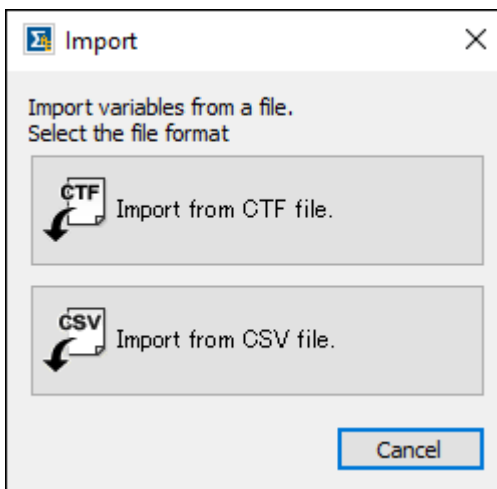 Import
Import variables from a file.
Select the file format
CTF
Import from CTF file.
CSV
Import from CSV file.
Cancel